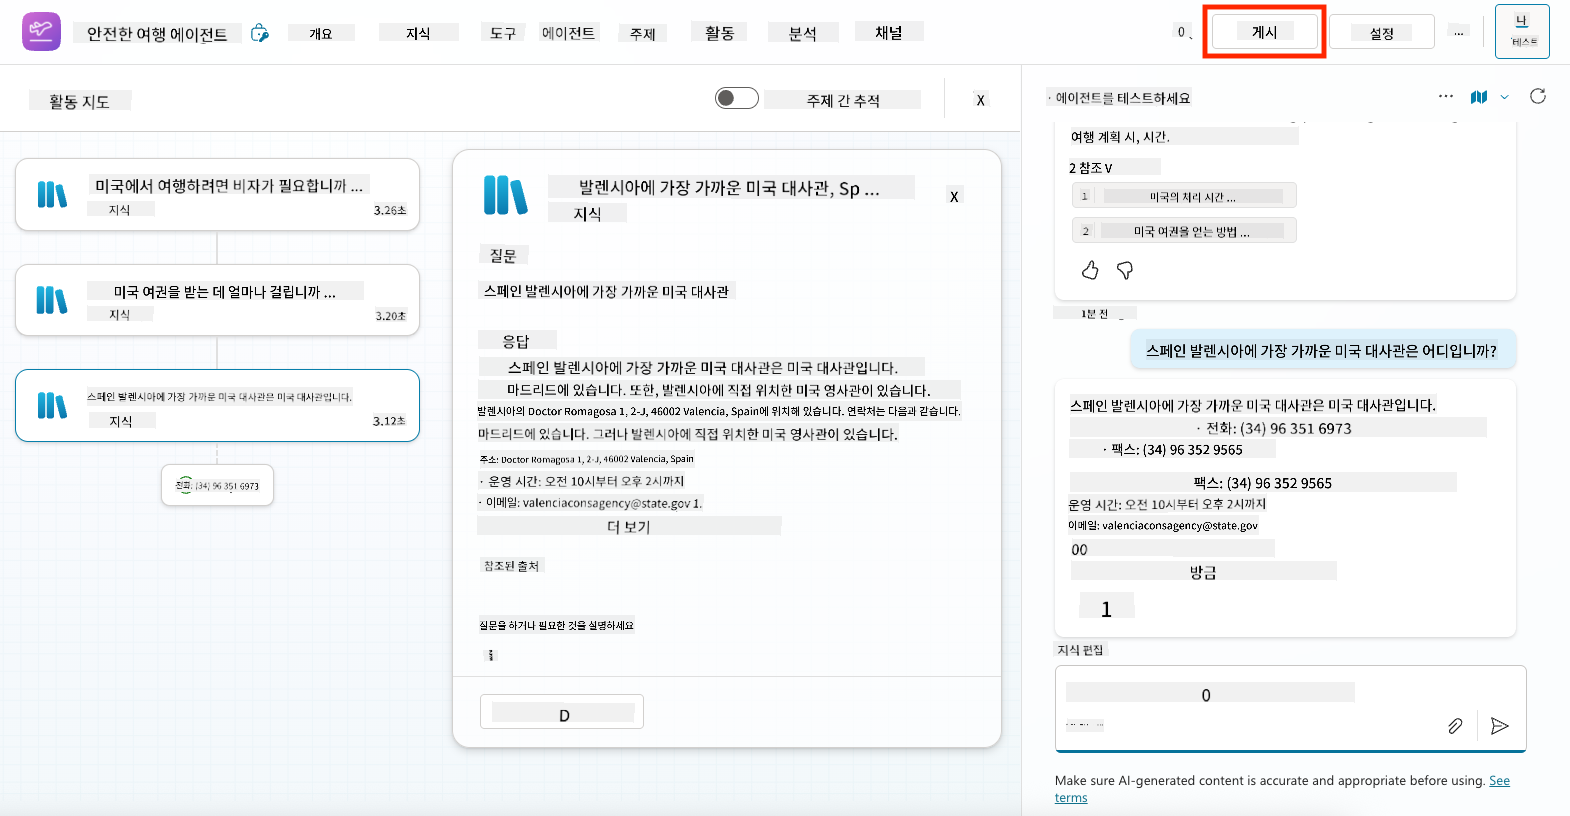 안전한 여행 에이전트
개요
지식
도구
에이전트
주제
활동
분석
채널
0
게시
설정
...
나
테스트
활동 지도
주제 간 추적
X
미국에서 여행하려면 비자가 필요합니까 ...
지식
3.26초
미국 여권을 받는 데 얼마나 걸립니까 ...
지식
3.20초
스페인 발렌시아에 가장 가까운 미국 대사관은 미국 대사관입니다.
지식
3.12초
전화: (34) 96 351 6973
발렌시아에 가장 가까운 미국 대사관, Sp ...
지식
X
질문
스페인 발렌시아에 가장 가까운 미국 대사관
응답
스페인 발렌시아에 가장 가까운 미국 대사관은 미국 대사관입니다.
마드리드에 있습니다. 또한, 발렌시아에 직접 위치한 미국 영사관이 있습니다.
발렌시아의 Doctor Romagosa 1, 2-J, 46002 Valencia, Spain에 위치해 있습니다. 연락처는 다음과 같습니다.
마드리드에 있습니다. 그러나 발렌시아에 직접 위치한 미국 영사관이 있습니다.
주소: Doctor Romagosa 1, 2-J, 46002 Valencia, Spain
· 운영 시간: 오전 10시부터 오후 2시까지
· 이메일: valenciaconsagency@state.gov 1.
더 보기
참조된 출처
질문을 하거나 필요한 것을 설명하세요
D
· 에이전트를 테스트하세요
여행 계획 시, 시간.
2 참조 V
1 미국의 처리 시간 ...
2 미국 여권을 얻는 방법 ...
1분 전
스페인 발렌시아에 가장 가까운 미국 대사관은 어디입니까?
스페인 발렌시아에 가장 가까운 미국 대사관은 미국 대사관입니다.
· 전화: (34) 96 351 6973
· 팩스: (34) 96 352 9565
팩스: (34) 96 352 9565
운영 시간: 오전 10시부터 오후 2시까지
이메일: valenciaconsagency@state.gov
00
방금
1
지식 편집
0
Make sure AI-generated content is accurate and appropriate before using. See
terms